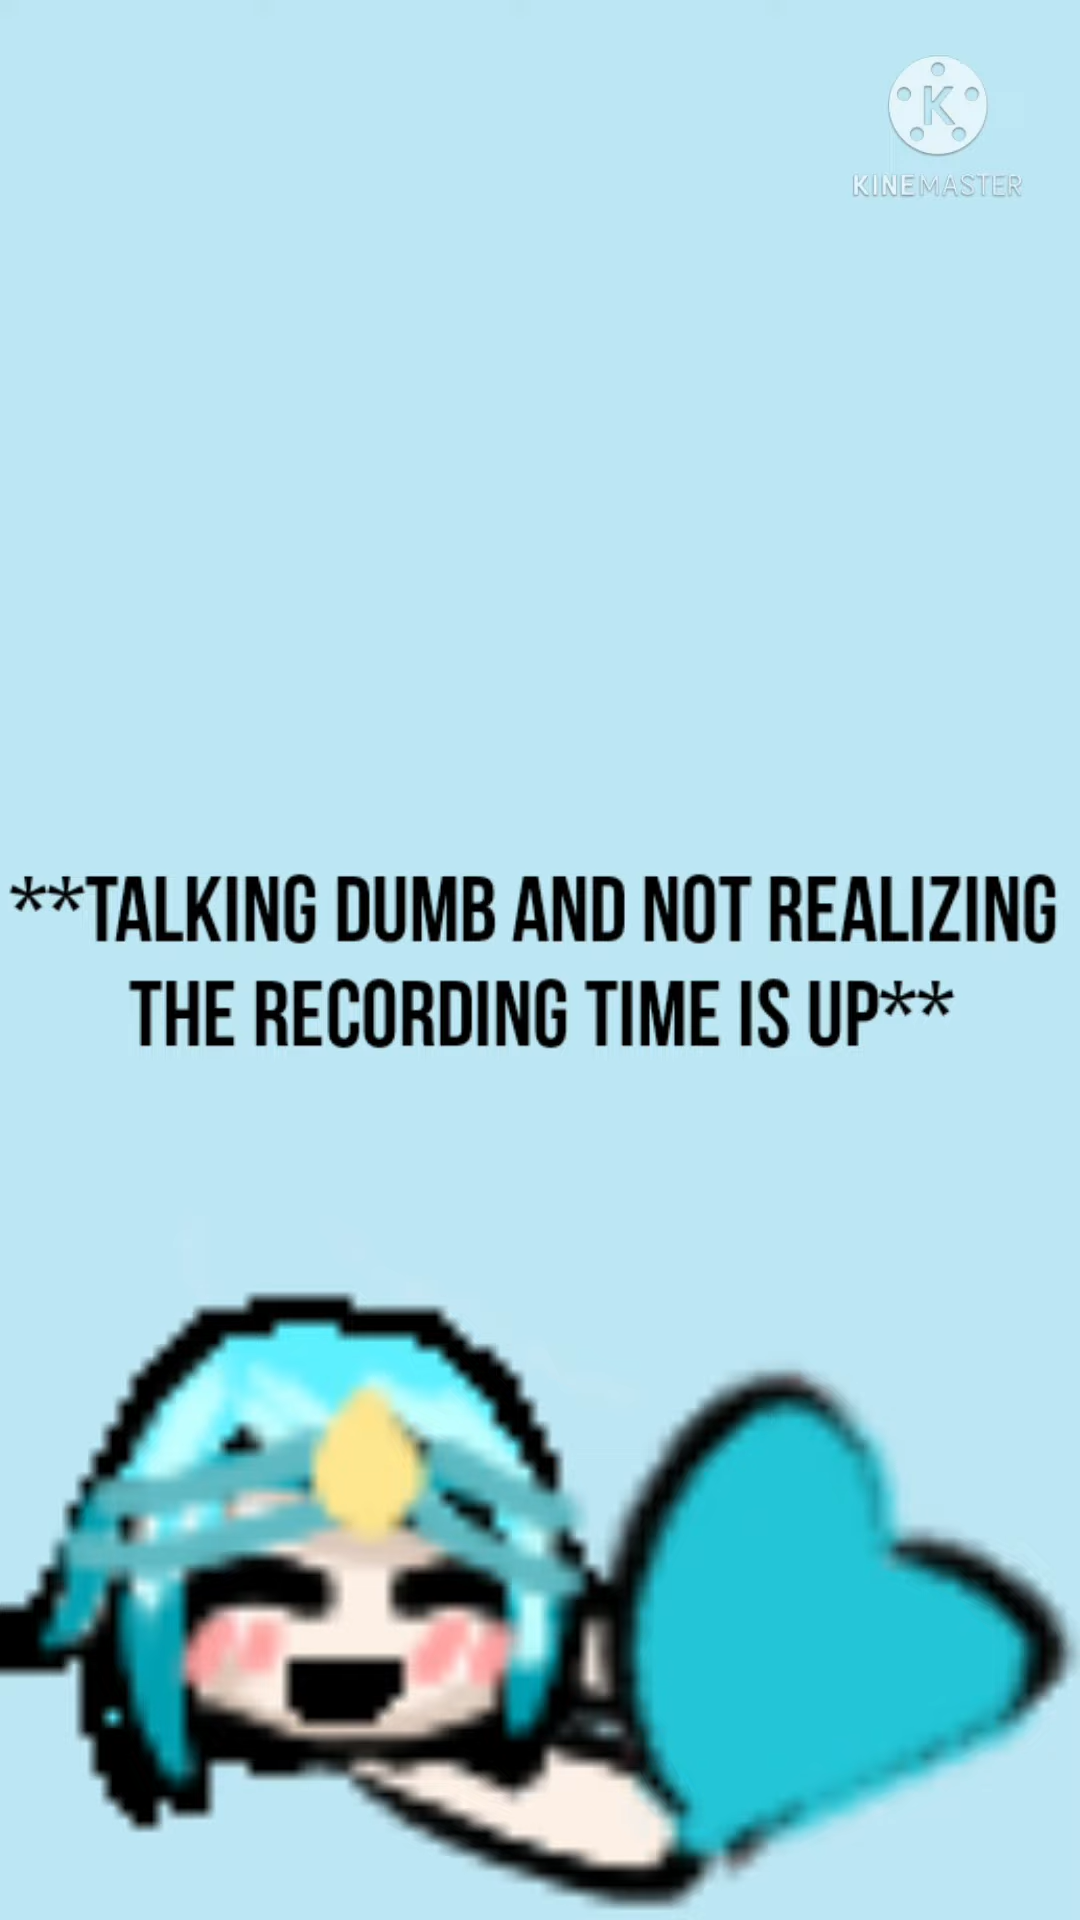 K
KINEMASTER
**TALKING DUMB AND NOT REALIZING
THE RECORDING TIME IS UP**